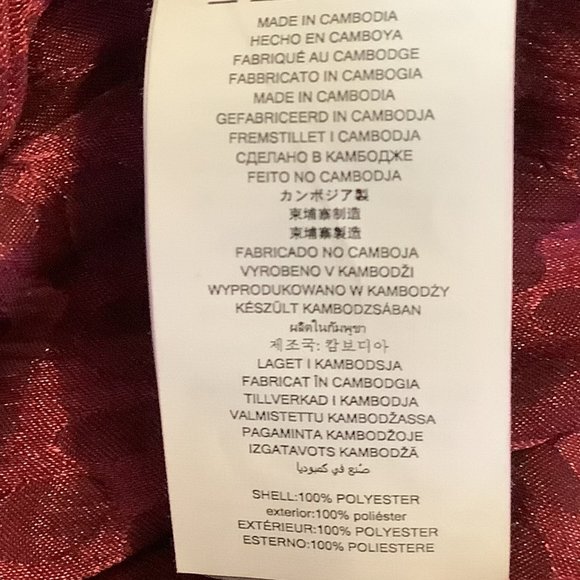 MADE IN CAMBODIA
HECHO EN CAMBOYA
FABRIQUÉ AU CAMBODGE
FABBRICATO IN CAMBOGIA
MADE IN CAMBODIA
GEFABRICEERD IN CAMBODJA
FREMSTILLET I CAMBODJA
СДЕЛАНО В КАМБОДЖЕ
FEITO NO CAMBODJA
カンボジア製
柬埔寨制造
柬埔寨製造
FABRICADO NO CAMBOJA
VYROBENO V KAMBODŽI
WYPRODUKOWANO W KAMBODŻY
KÉSZÜLT KAMBODZSÁBAN
ผลิตในกัมพูชา
제조국: 캄보디아
LAGET I KAMBODSJA
FABRICAT ÎN CAMBODGIA
TILLVERKAD I KAMBODJA
VALMISTETTU KAMBODŽASSA
PAGAMINTA KAMBODŽOJE
IZGATAVOTS KAMBODŽĀ
صُنع في كمبوديا
SHELL:100% POLYESTER
exterior:100% poliéster
EXTÉRIEUR:100% POLYESTER
ESTERNO:100% POLIESTERE